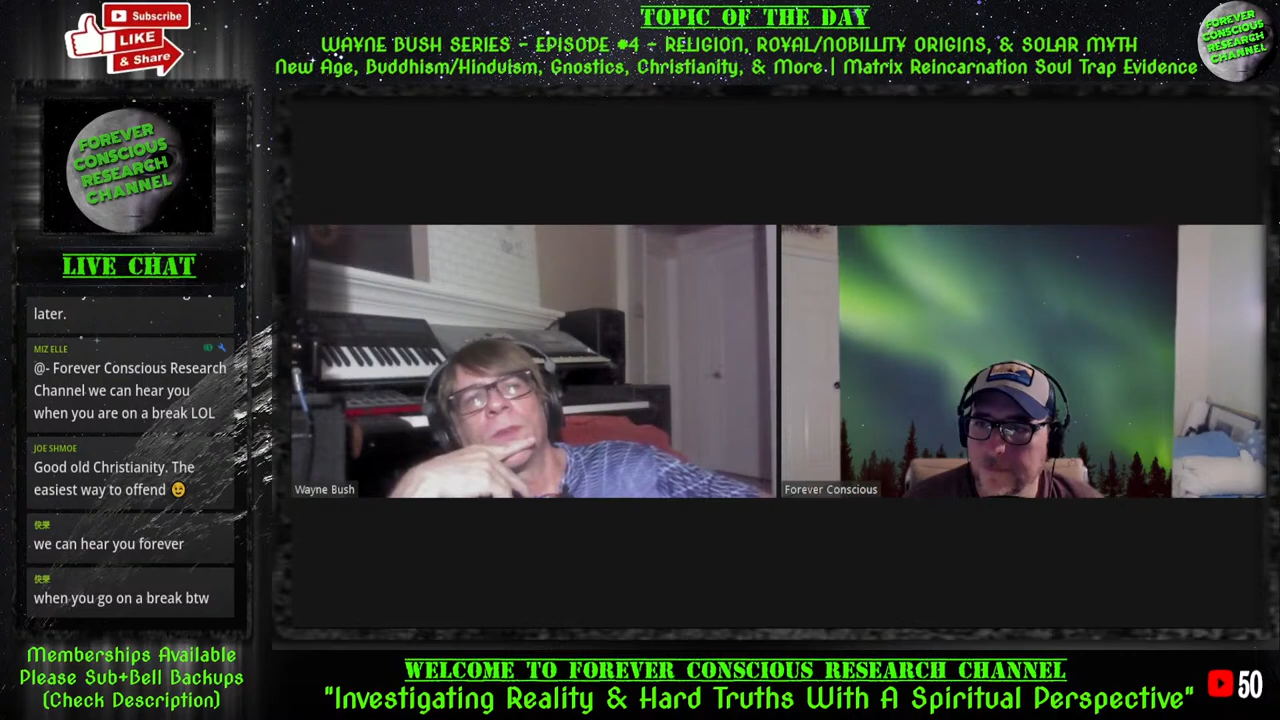 Subscribe
LIKE
& Share
TOPIC OF THE DAY
WAYNE BUSH SERIES - EPISODE #4 - RELIGION, ROYAL/NOBILLITY ORIGINS, & SOLAR MYTH
New Age, Buddhism/Hinduism, Gnostics, Christianity, & More | Matrix Reincarnation Soul Trap Evidence
FOREVER
CONSCIOUS
RESEARCH
CHANNEL
FOREVER
CONSCIOUS
RESEARCH
CHANNEL
LIVE CHAT
later.
MIZ ELLE
@- Forever Conscious Research
Channel we can hear you
when you are on a break LOL
JOE SHMOE
Good old Christianity. The
easiest way to offend 😉
快樂
we can hear you forever
快樂
when you go on a break btw
Wayne Bush
Forever Conscious
Memberships Available
Please Sub+Bell Backups
(Check Description)
WELCOME TO FOREVER CONSCIOUS RESEARCH CHANNEL
"Investigating Reality & Hard Truths With A Spiritual Perspective"
50